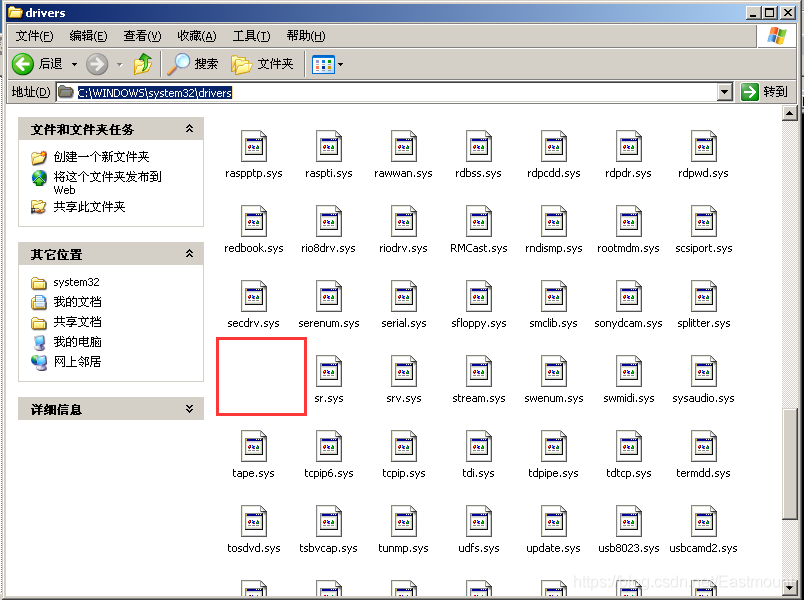 drivers
文件(F) 编辑(E) 查看(V) 收藏(A) 工具(T) 帮助(H)
后退 搜索 文件夹
地址(D) C:\WINDOWS\system32\drivers 转到
文件和文件夹任务
创建一个新文件夹
将这个文件夹发布到
Web
共享此文件夹
其它位置
system32
我的文档
共享文档
我的电脑
网上邻居
详细信息
raspptp.sys raspti.sys rawwan.sys rdbss.sys rdpcdd.sys rdpdr.sys rdpwd.sys
redbook.sys rio8drv.sys riodrv.sys RMCast.sys rndismp.sys rootmdm.sys scsiport.sys
secdrv.sys serenum.sys serial.sys sfloppy.sys smclib.sys sonydcam.sys splitter.sys
sr.sys srv.sys stream.sys swenum.sys swmidi.sys sysaudio.sys
tape.sys tcpip6.sys tcpip.sys tdi.sys tdpipe.sys tdtcp.sys termdd.sys
tosdvd.sys tsbvcap.sys tunmp.sys udfs.sys update.sys usb8023.sys usbcamd2.sys
https://blog.csdn.net/Eastmount